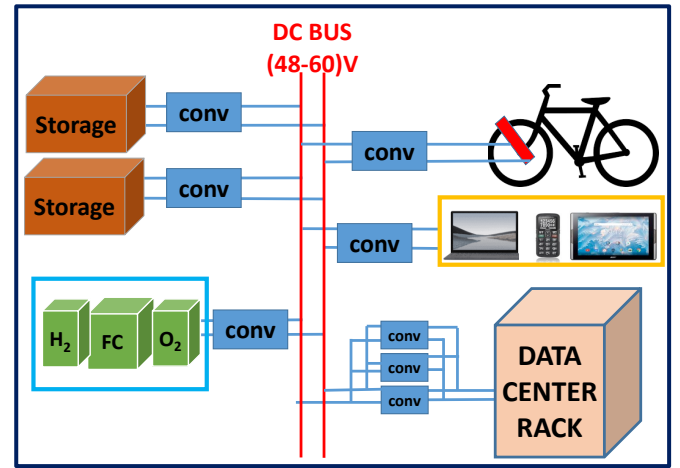 DC BUS
(48-60)V
Storage
conv
conv
Storage
conv
conv
H₂
FC
O₂
conv
conv
conv
conv
DATA
CENTER
RACK